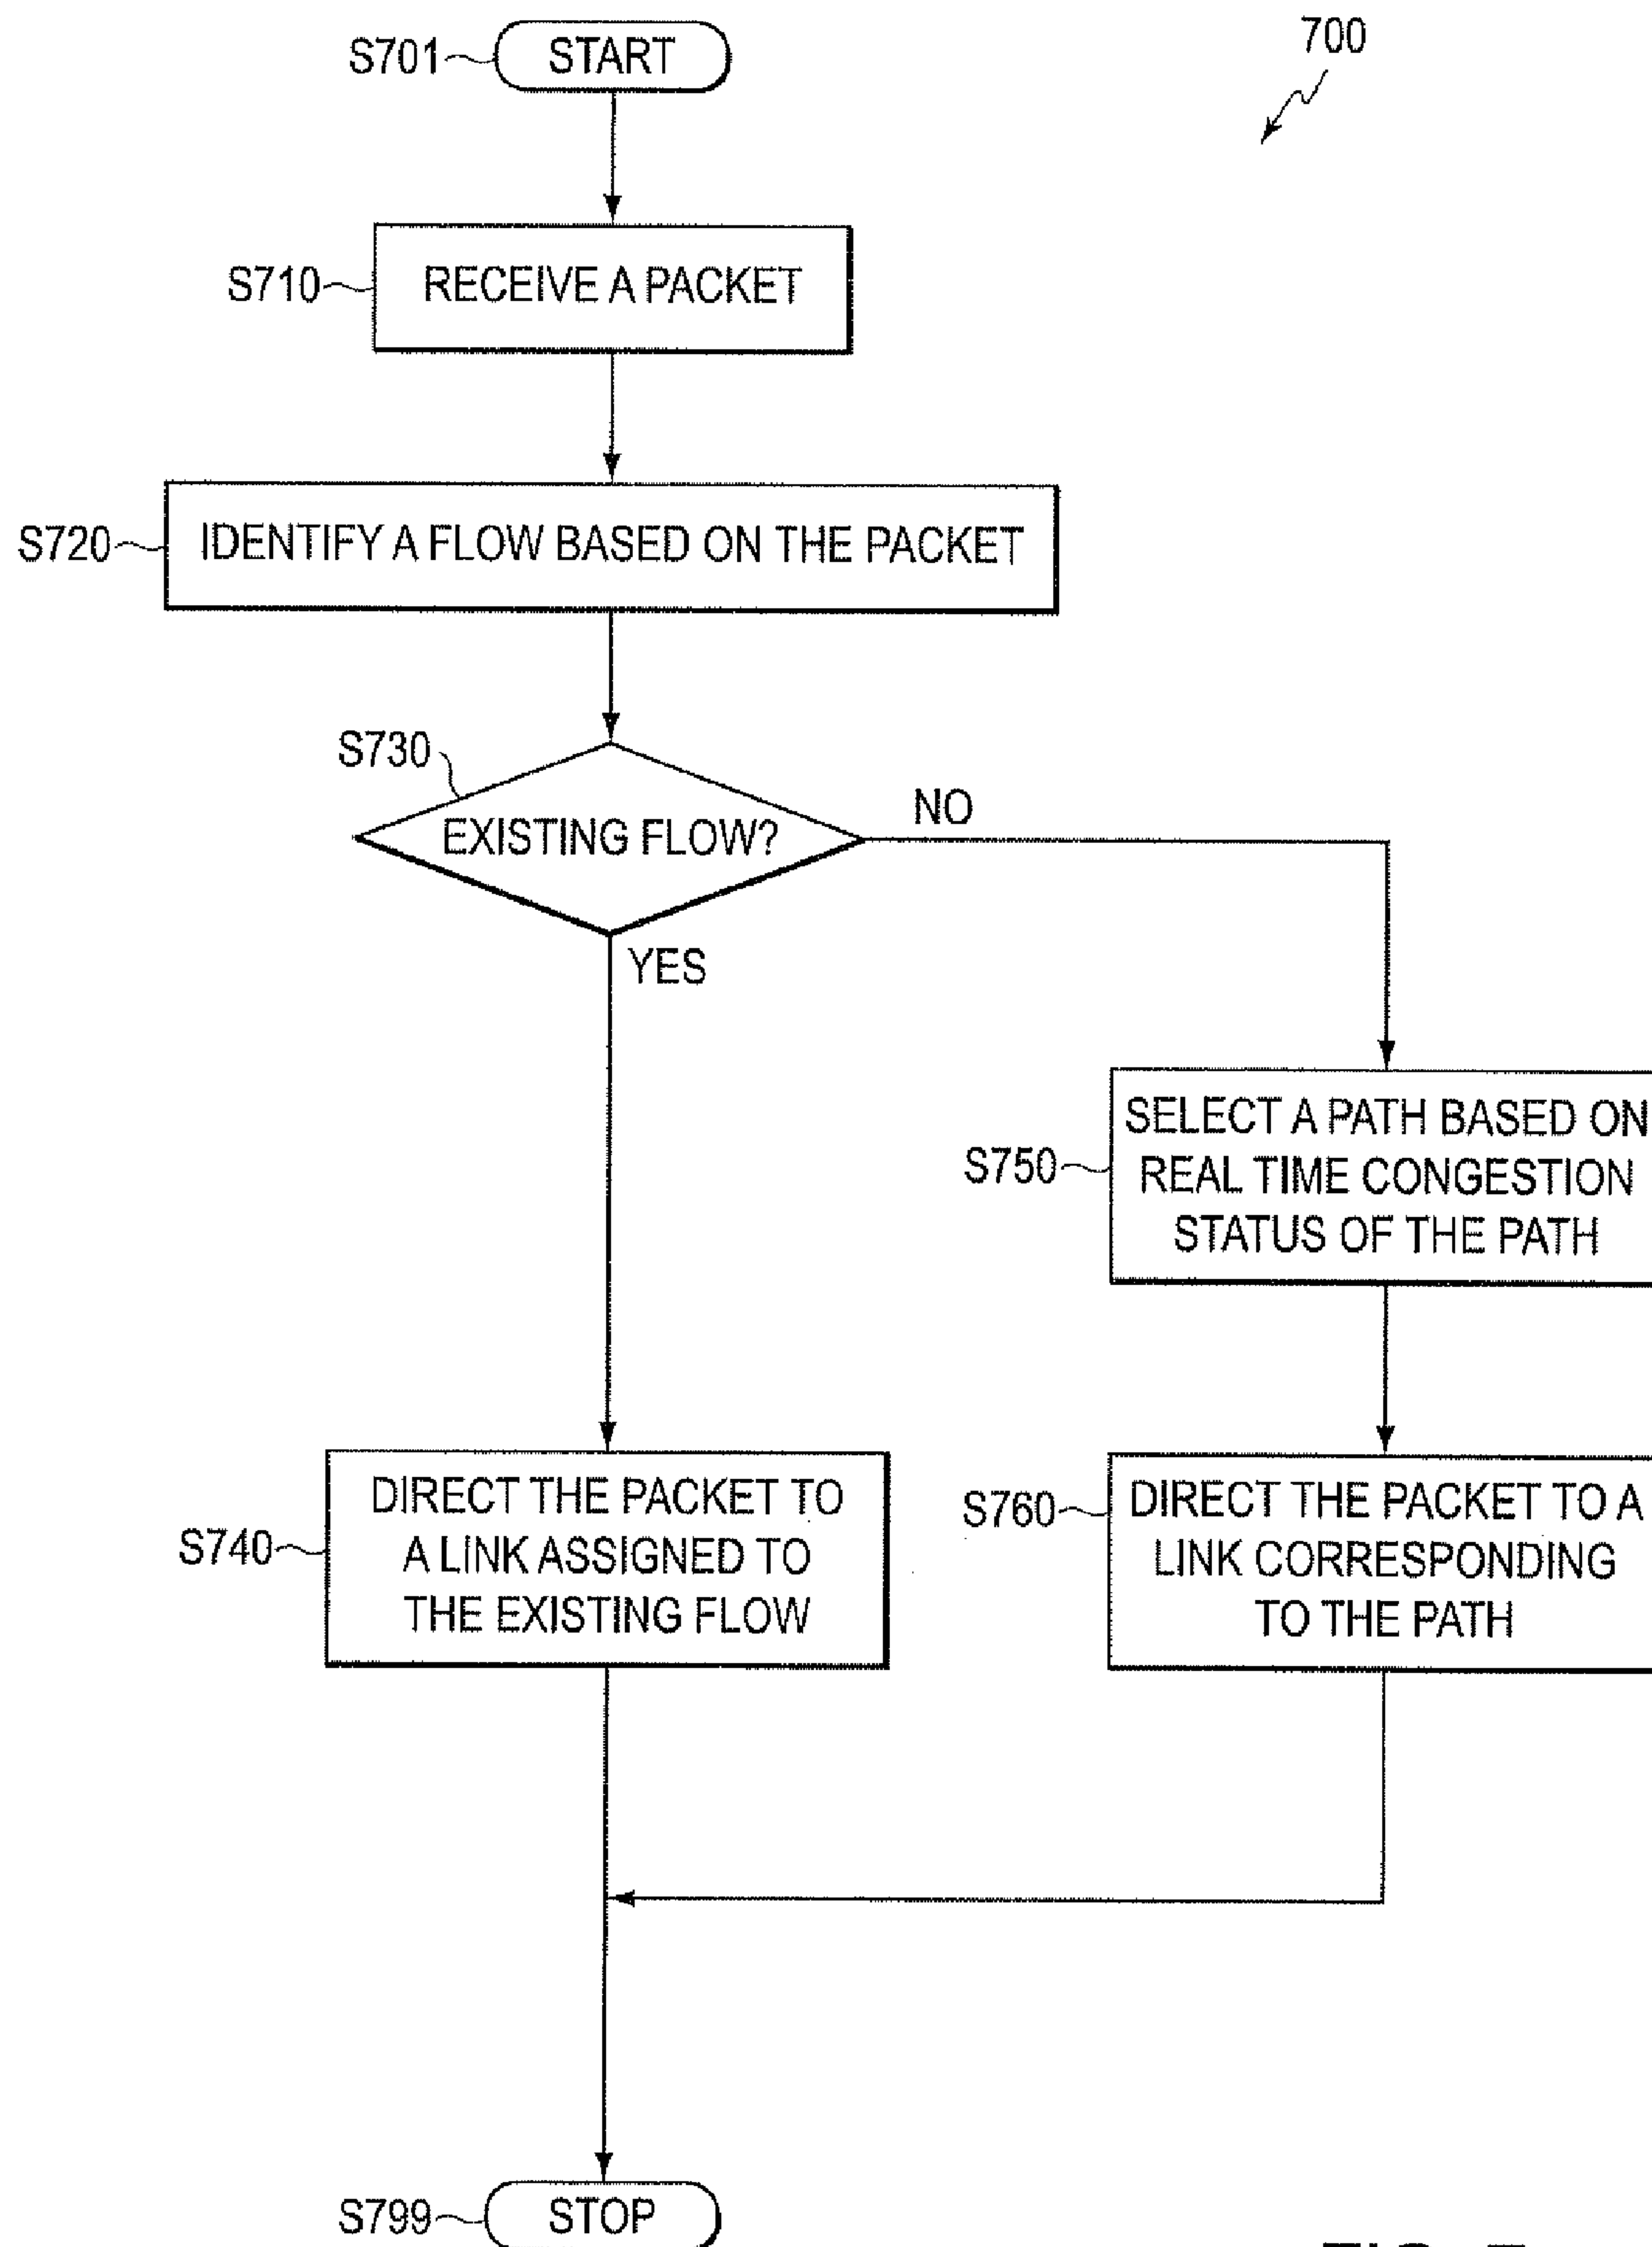 700
S701 START
S710 RECEIVE A PACKET
S720 IDENTIFY A FLOW BASED ON THE PACKET
S730
EXISTING FLOW?
NO
YES
S750
SELECT A PATH BASED ON
REAL TIME CONGESTION
STATUS OF THE PATH
S740
DIRECT THE PACKET TO
A LINK ASSIGNED TO
THE EXISTING FLOW
S760
DIRECT THE PACKET TO A
LINK CORRESPONDING
TO THE PATH
S799 STOP